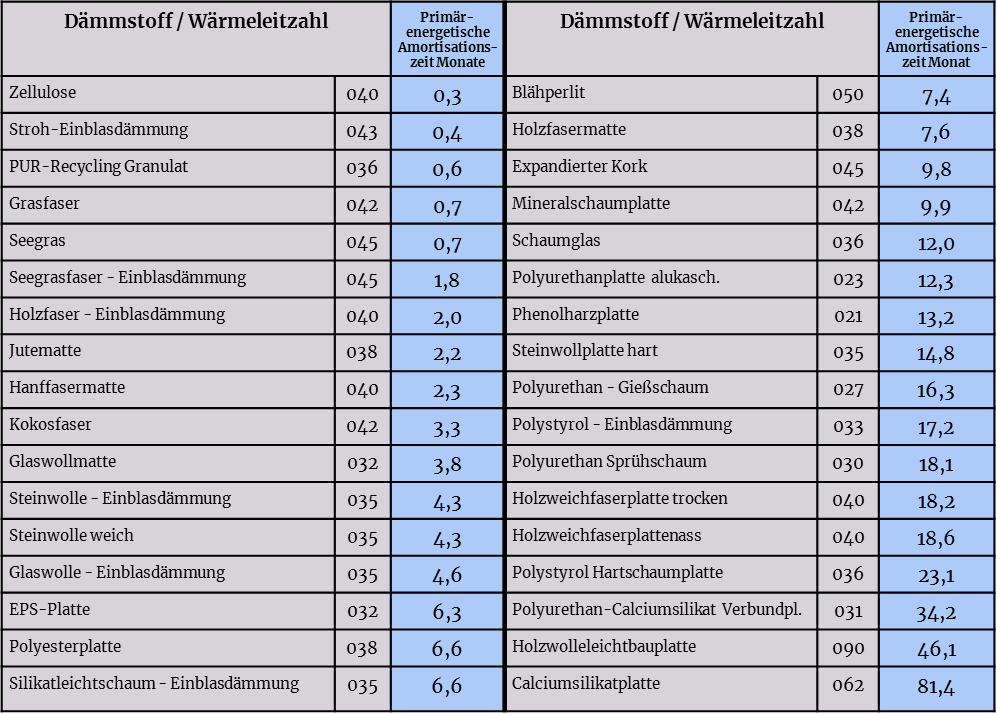 Dämmstoff / Wärmeleitzahl
Primär-
energetische
Amortisations-
zeit Monate
Zellulose 040 0,3
Stroh-Einblasdämmung 043 0,4
PUR-Recycling Granulat 036 0,6
Grasfaser 042 0,7
Seegras 045 0,7
Seegrasfaser - Einblasdämmung 045 1,8
Holzfaser - Einblasdämmung 040 2,0
Jutematte 038 2,2
Hanffasermatte 040 2,3
Kokosfaser 042 3,3
Glaswollmatte 032 3,8
Steinwolle - Einblasdämmung 035 4,3
Steinwolle weich 035 4,3
Glaswolle - Einblasdämmung 035 4,6
EPS-Platte 032 6,3
Polyesterplatte 038 6,6
Silikatleichtschaum - Einblasdämmung 035 6,6
Dämmstoff / Wärmeleitzahl
Primär-
energetische
Amortisations-
zeit Monat
Blähperlit 050 7,4
Holzfasermatte 038 7,6
Expandierter Kork 045 9,8
Mineralschaumplatte 042 9,9
Schaumglas 036 12,0
Polyurethanplatte alukasch. 023 12,3
Phenolharzplatte 021 13,2
Steinwollplatte hart 035 14,8
Polyurethan - Gießschaum 027 16,3
Polystyrol - Einblasdämmung 033 17,2
Polyurethan Sprühschaum 030 18,1
Holzweichfaserplatte trocken 040 18,2
Holzweichfaserplattenass 040 18,6
Polystyrol Hartschaumplatte 036 23,1
Polyurethan-Calciumsilikat Verbundpl. 031 34,2
Holzwolleleichtbauplatte 090 46,1
Calciumsilikatplatte 062 81,4